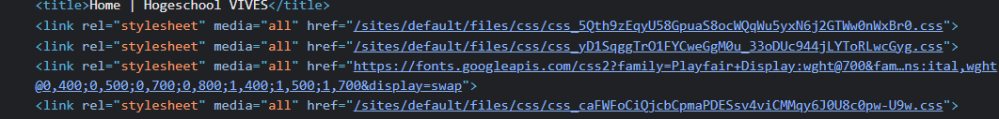 <title>Home | Hogeschool VIVES</title>
<link rel="stylesheet" media="all" href="/sites/default/files/css/css_5Qth9zEqyU58GpuaS8ocWQqWu5yxN6j2GTWw0nWxBr0.css">
<link rel="stylesheet" media="all" href="/sites/default/files/css/css_yD1SqggTrO1FYCweGgM0u_33oDUc944jLYToRLwcGyg.css">
<link rel="stylesheet" media="all" href="https://fonts.googleapis.com/css2?family=Playfair+Display:wght@700&fam…ns:ital,wght
@0,400;0,500;0,700;0,800;1,400;1,500;1,700&display=swap">
<link rel="stylesheet" media="all" href="/sites/default/files/css/css_caFWFoCiQjcbCpmaPDESsv4viCMMqy6J0U8c0pw-U9w.css">